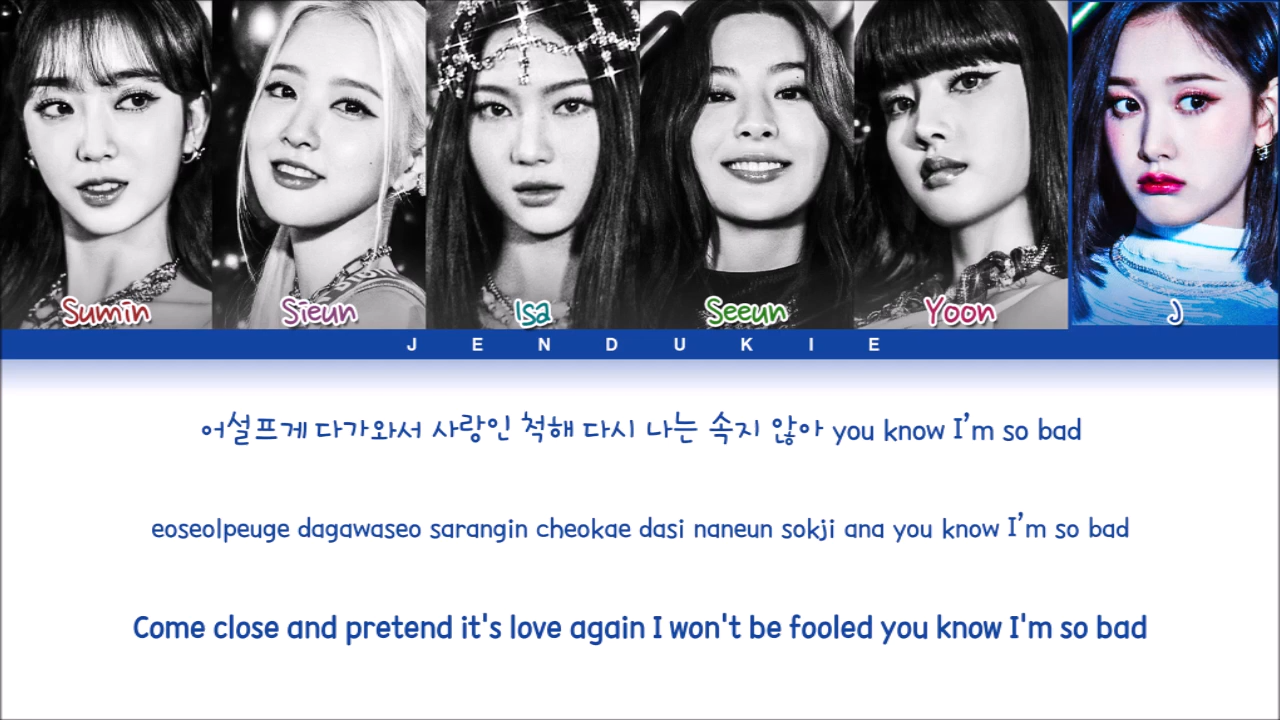 Sumin Sieun Isa Seeun Yoon J
JENDUKIE
어설프게 다가와서 사랑인 척해 다시 나는 속지 않아 you know I’m so bad
eoseolpeuge dagawaseo sarangin cheokae dasi naneun sokji ana you know I’m so bad
Come close and pretend it's love again I won't be fooled you know I'm so bad